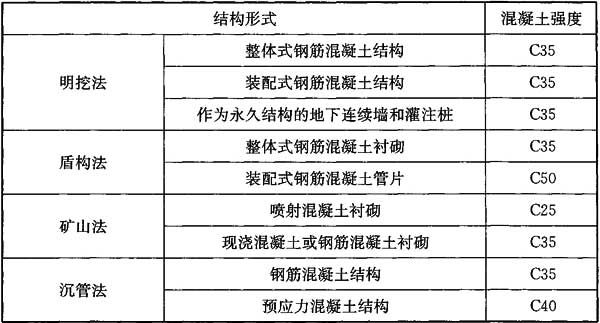 结构形式 混凝土强度
明挖法 整体式钢筋混凝土结构 C35
装配式钢筋混凝土结构 C35
作为永久结构的地下连续墙和灌注桩 C35
盾构法 整体式钢筋混凝土衬砌 C35
装配式钢筋混凝土管片 C50
矿山法 喷射混凝土衬砌 C25
现浇混凝土或钢筋混凝土衬砌 C35
沉管法 钢筋混凝土结构 C35
预应力混凝土结构 C40